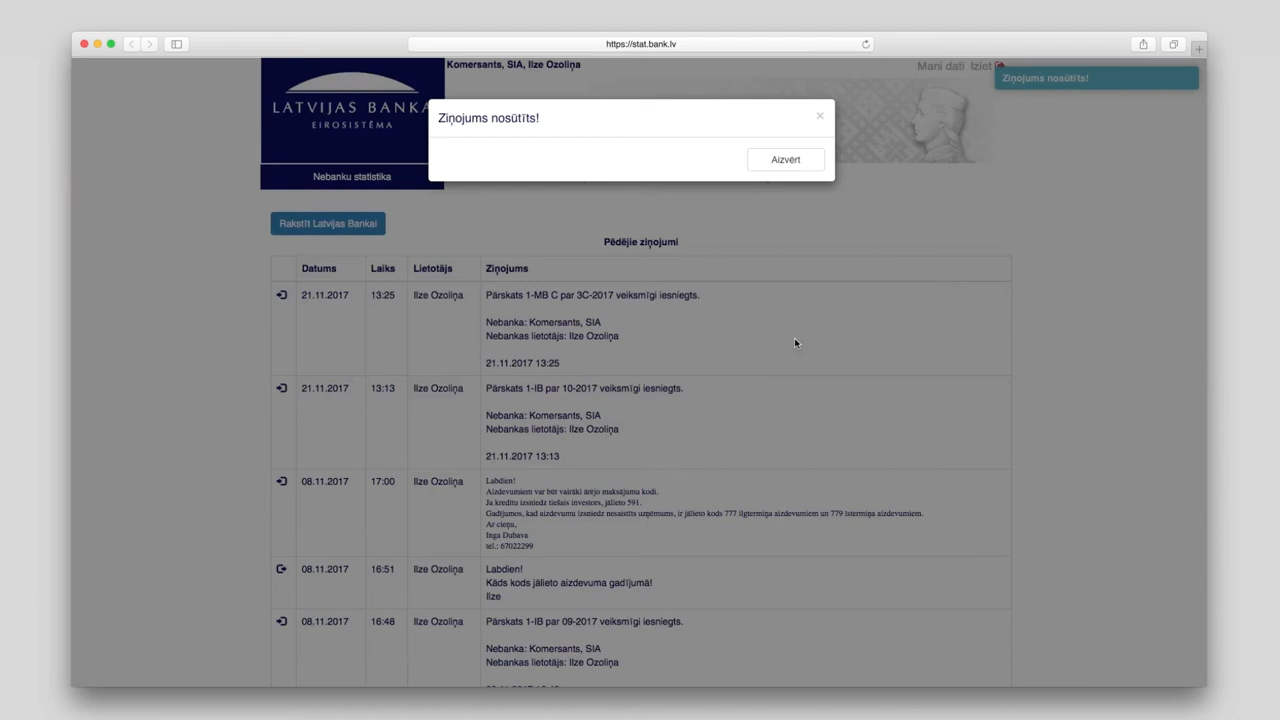 https://stat.bank.lv
Komersants, SIA, Ilze Ozoliņa
Mani dati Iziet
Ziņojums nosūtīts!
LATVIJAS BANKA
EIROSISTĒMA
Nebanku statistika
Ziņojums nosūtīts!
×
Aizvērt
Rakstīt Latvijas Bankai
Pēdējie ziņojumi
Datums Laiks Lietotājs Ziņojums
21.11.2017 13:25 Ilze Ozoliņa Pārskats 1-MB C par 3C-2017 veiksmīgi iesniegts.
Nebanka: Komersants, SIA
Nebankas lietotājs: Ilze Ozoliņa
21.11.2017 13:25
21.11.2017 13:13 Ilze Ozoliņa Pārskats 1-IB par 10-2017 veiksmīgi iesniegts.
Nebanka: Komersants, SIA
Nebankas lietotājs: Ilze Ozoliņa
21.11.2017 13:13
08.11.2017 17:00 Ilze Ozoliņa Labdien!
Aizdevumiem var būt vairāki ārējo maksājumu kodi.
Ja kredītu izsniedz tiešais investors, jālieto 591.
Gadījumos, kad aizdevumu izsniedz nesaistīts uzņēmums, ir jālieto kods 777 ilgtermiņa aizdevumiem un 779 īstermiņa aizdevumiem.
Ar cieņu,
Inga Dubava
tel.: 67022299
08.11.2017 16:51 Ilze Ozoliņa Labdien!
Kāds kods jālieto aizdevuma gadījumā!
Ilze
08.11.2017 16:48 Ilze Ozoliņa Pārskats 1-IB par 09-2017 veiksmīgi iesniegts.
Nebanka: Komersants, SIA
Nebankas lietotājs: Ilze Ozoliņa